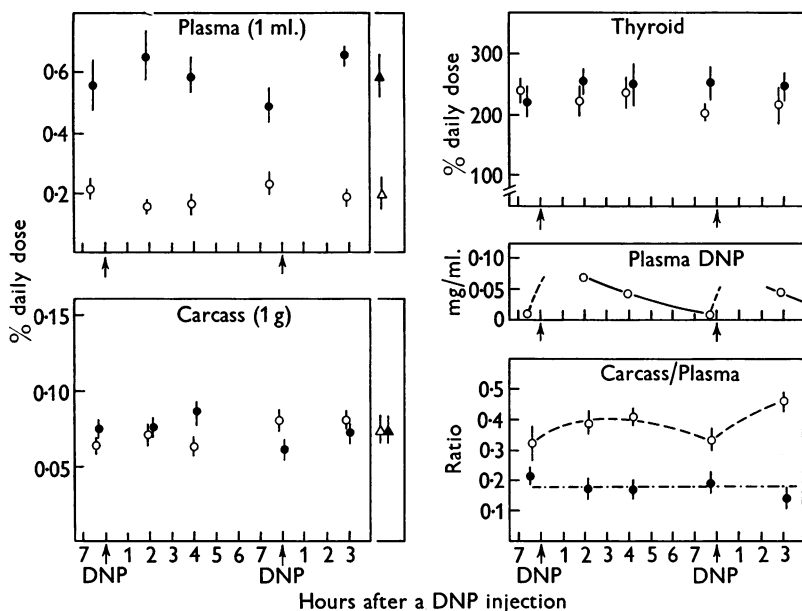 Plasma (1 ml.)
0·6
0·4
0·2
% daily dose
Carcass (1 g)
0·15
0·10
0·05
7 1 2 3 4 5 6 7 1 2 3
DNP DNP
Thyroid
300
200
100
% daily dose
Plasma DNP
0·10
0·05
0
mg/ml.
Carcass/Plasma
0·5
0·4
0·3
0·2
0·1
Ratio
7 1 2 3 4 5 6 7 1 2 3
DNP DNP
Hours after a DNP injection